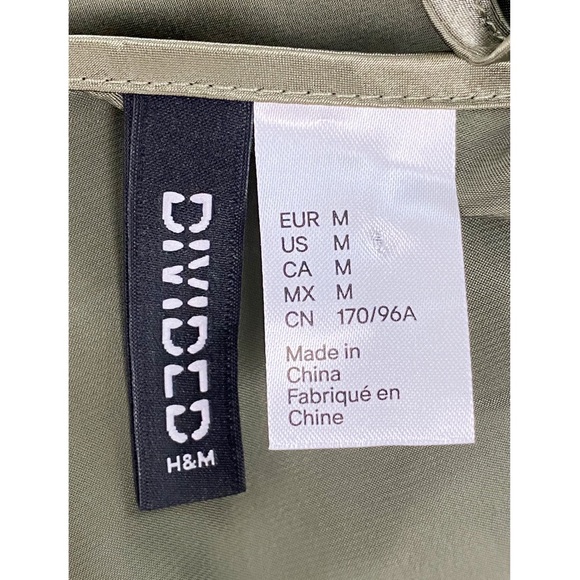 DIVIDED
H&M
EUR M
US M
CA M
MX M
CN 170/96A
Made in
China
Fabriqué en
Chine